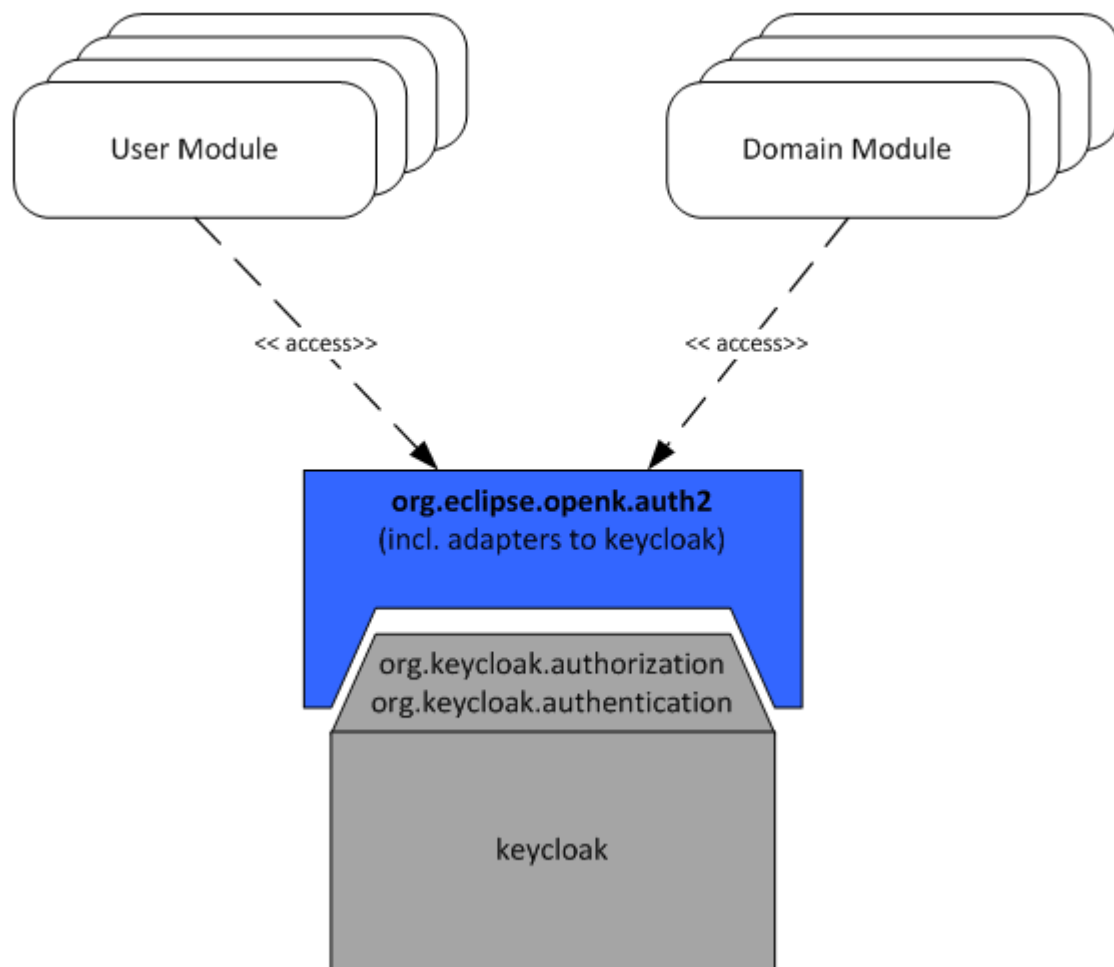 User Module
Domain Module
<< access>>
<< access>>
org.eclipse.openk.auth2
(incl. adapters to keycloak)
org.keycloak.authorization
org.keycloak.authentication
keycloak